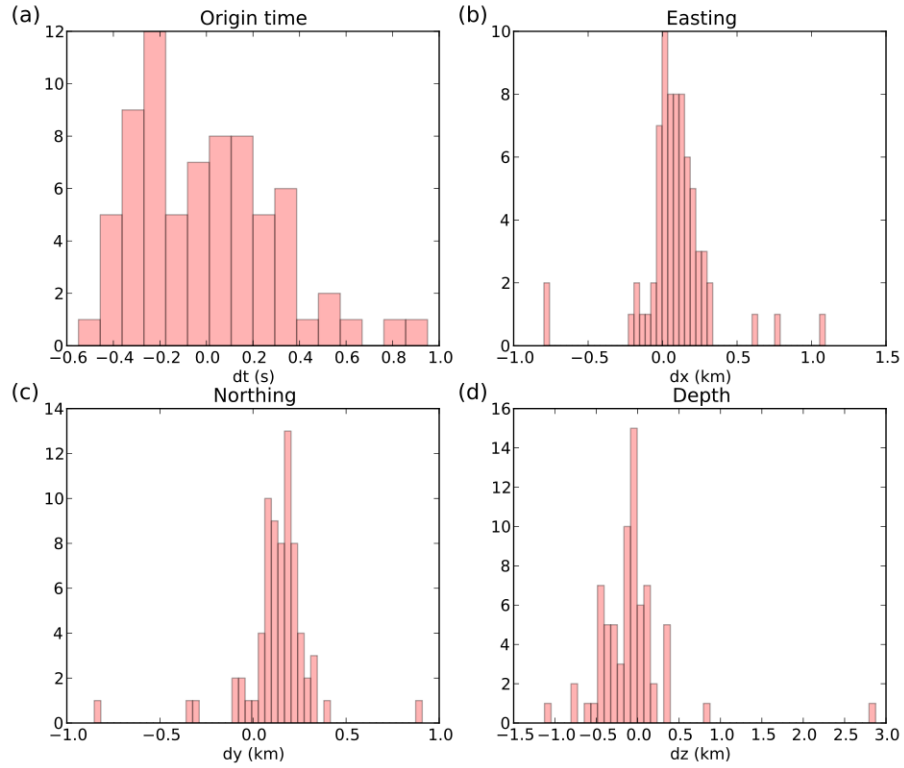 (a) Origin time
12
10
8
6
4
2
0
−0.6 −0.4 −0.2 0.0 0.2 0.4 0.6 0.8 1.0
dt (s)
(b) Easting
10
8
6
4
2
0
−1.0 −0.5 0.0 0.5 1.0 1.5
dx (km)
(c) Northing
14
12
10
8
6
4
2
0
−1.0 −0.5 0.0 0.5 1.0
dy (km)
(d) Depth
16
14
12
10
8
6
4
2
0
−1.5 −1.0 −0.5 0.0 0.5 1.0 1.5 2.0 2.5 3.0
dz (km)